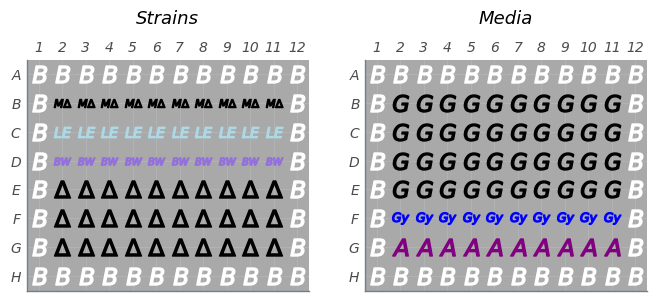 Strains Media
1 2 3 4 5 6 7 8 9 10 11 12 1 2 3 4 5 6 7 8 9 10 11 12
A B B B B B B B B B B B B A B B B B B B B B B B B B
B B MΔ MΔ MΔ MΔ MΔ MΔ MΔ MΔ MΔ MΔ B B B G G G G G G G G G G B
C B LE LE LE LE LE LE LE LE LE LE B C B G G G G G G G G G G B
D B BW BW BW BW BW BW BW BW BW BW B D B G G G G G G G G G G B
E B Δ Δ Δ Δ Δ Δ Δ Δ Δ Δ B E B G G G G G G G G G G B
F B Δ Δ Δ Δ Δ Δ Δ Δ Δ Δ B F B Gy Gy Gy Gy Gy Gy Gy Gy Gy Gy B
G B Δ Δ Δ Δ Δ Δ Δ Δ Δ Δ B G B A A A A A A A A A A B
H B B B B B B B B B B B B H B B B B B B B B B B B B